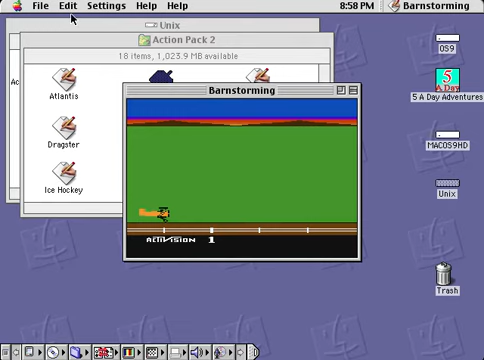 File Edit Settings Help Help 8:58 PM Barnstorming
Unix
Action Pack 2
18 items, 1,023.9 MB available
Atlantis
Dragster
Ice Hockey
Barnstorming
ACTIVISION 1
OS9
5
A Day
5 A Day Adventures
MACOS9HD
Unix
Trash